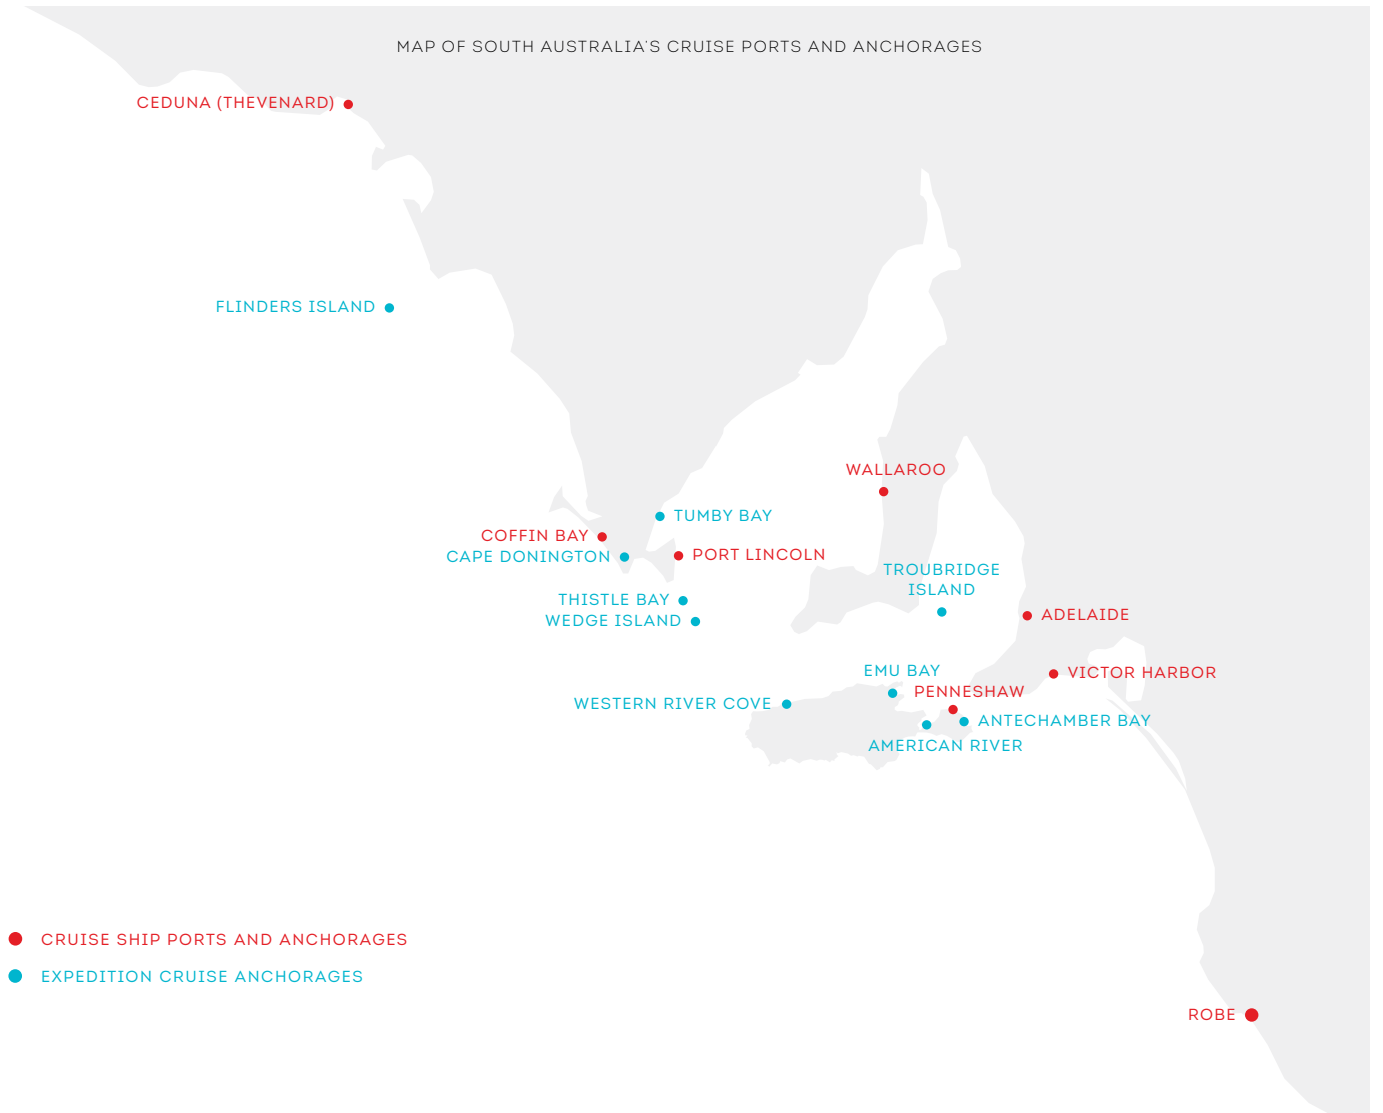 MAP OF SOUTH AUSTRALIA'S CRUISE PORTS AND ANCHORAGES
CEDUNA (THEVENARD)
FLINDERS ISLAND
WALLAROO
TUMBY BAY
COFFIN BAY
CAPE DONINGTON
PORT LINCOLN
TROUBRIDGE
ISLAND
THISTLE BAY
WEDGE ISLAND
ADELAIDE
EMU BAY
VICTOR HARBOR
PENNESHAW
WESTERN RIVER COVE
ANTECHAMBER BAY
AMERICAN RIVER
CRUISE SHIP PORTS AND ANCHORAGES
EXPEDITION CRUISE ANCHORAGES
ROBE